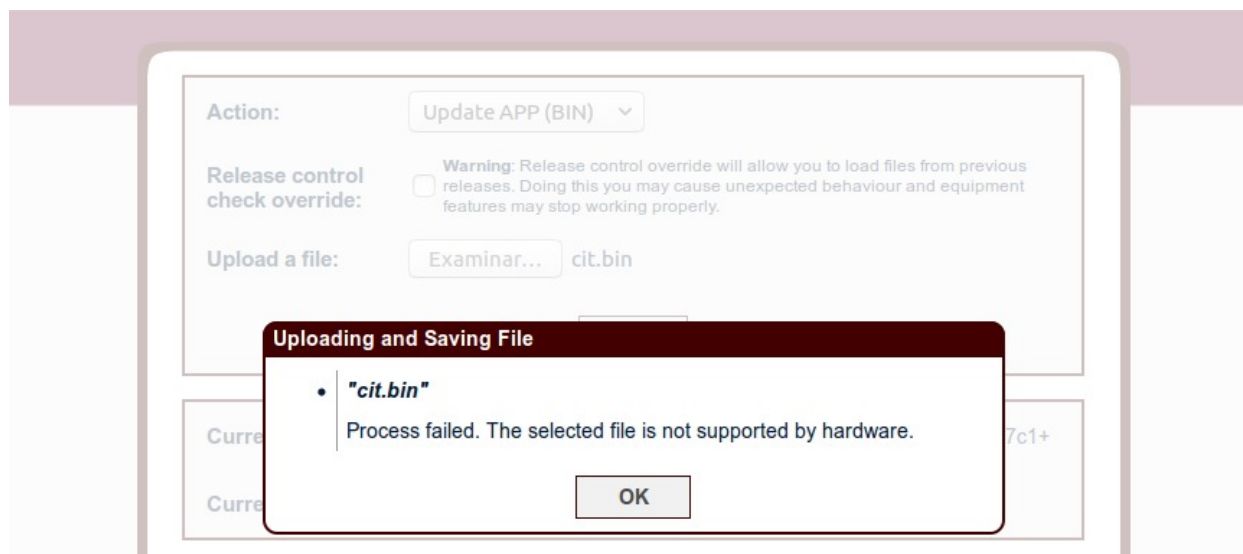 Action:
Update APP (BIN)
Release control
check override:
Warning: Release control override will allow you to load files from previous
releases. Doing this you may cause unexpected behaviour and equipment
features may stop working properly.
Upload a file:
Examinar...
cit.bin
Uploading and Saving File
"cit.bin"
Process failed. The selected file is not supported by hardware.
OK
Curre
7c1+
Curre